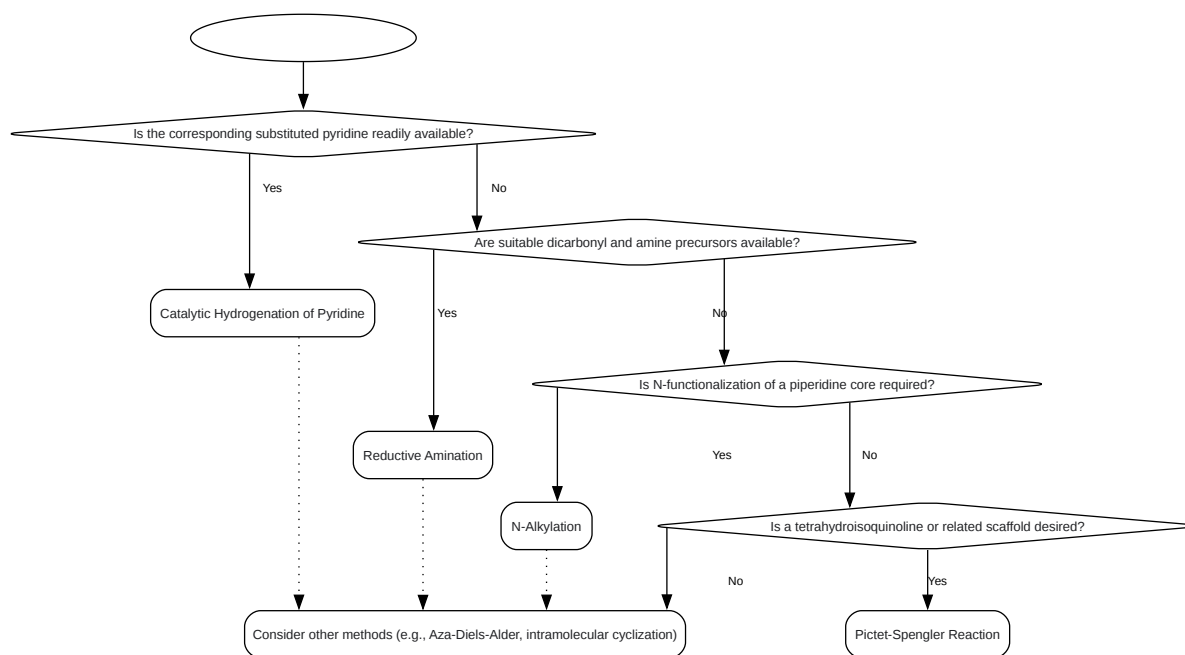 Is the corresponding substituted pyridine readily available?
Yes
No
Are suitable dicarbonyl and amine precursors available?
Catalytic Hydrogenation of Pyridine
Yes
No
Is N-functionalization of a piperidine core required?
Reductive Amination
Yes
No
N-Alkylation
Is a tetrahydroisoquinoline or related scaffold desired?
No
Yes
Consider other methods (e.g., Aza-Diels-Alder, intramolecular cyclization)
Pictet-Spengler Reaction